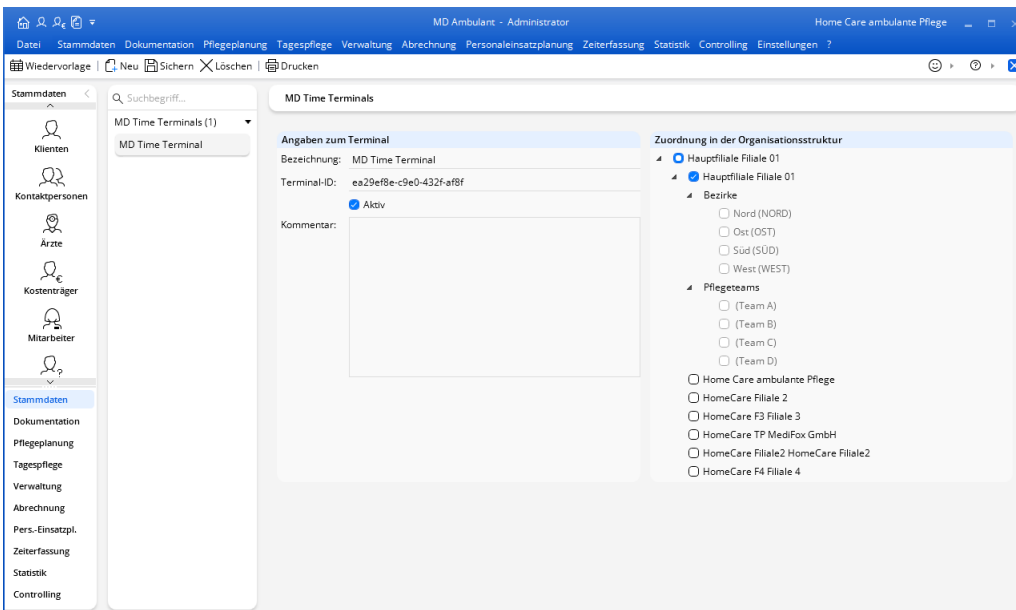 MD Ambulant - Administrator
Home Care ambulante Pflege
Datei Stammdaten Dokumentation Pflegeplanung Tagespflege Verwaltung Abrechnung Personaleinsatzplanung Zeiterfassung Statistik Controlling Einstellungen ?
Wiedervorlage | Neu Sichern Löschen | Drucken
Stammdaten
Klienten
Kontaktpersonen
Ärzte
Kostenträger
Mitarbeiter
Stammdaten
Dokumentation
Pflegeplanung
Tagespflege
Verwaltung
Abrechnung
Pers.-Einsatzpl.
Zeiterfassung
Statistik
Controlling
Suchbegriff...
MD Time Terminals (1)
MD Time Terminal
MD Time Terminals
Angaben zum Terminal
Bezeichnung: MD Time Terminal
Terminal-ID: ea29ef8e-c9e0-432f-af8f
Aktiv
Kommentar:
Zuordnung in der Organisationsstruktur
Hauptfiliale Filiale 01
Hauptfiliale Filiale 01
Bezirke
Nord (NORD)
Ost (OST)
Süd (SÜD)
West (WEST)
Pflegeteams
(Team A)
(Team B)
(Team C)
(Team D)
Home Care ambulante Pflege
HomeCare Filiale 2
HomeCare F3 Filiale 3
HomeCare TP MediFox GmbH
HomeCare Filiale2 HomeCare Filiale2
HomeCare F4 Filiale 4